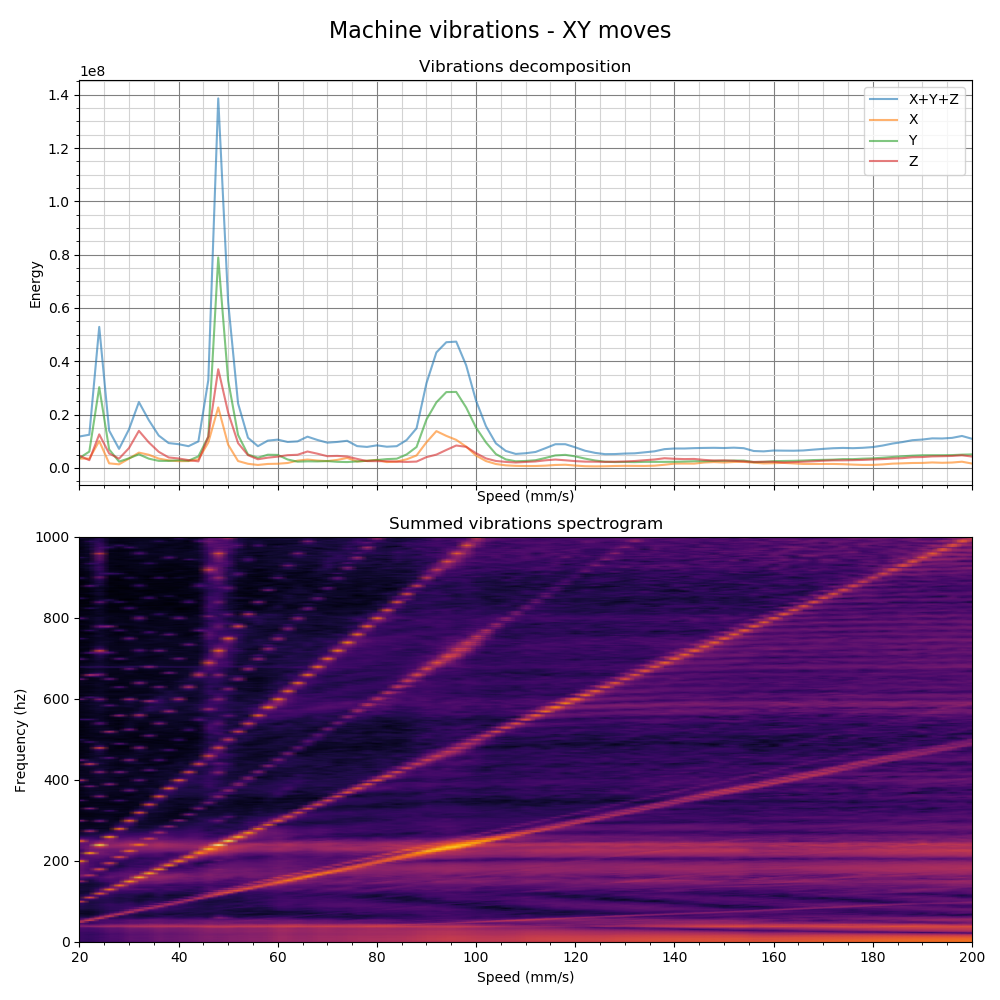 Machine vibrations - XY moves
Vibrations decomposition
1e8
1.4
1.2
1.0
0.8
0.6
0.4
0.2
0.0
Energy
X+Y+Z
X
Y
Z
Speed (mm/s)
Summed vibrations spectrogram
1000
800
600
400
200
0
Frequency (hz)
20 40 60 80 100 120 140 160 180 200
Speed (mm/s)